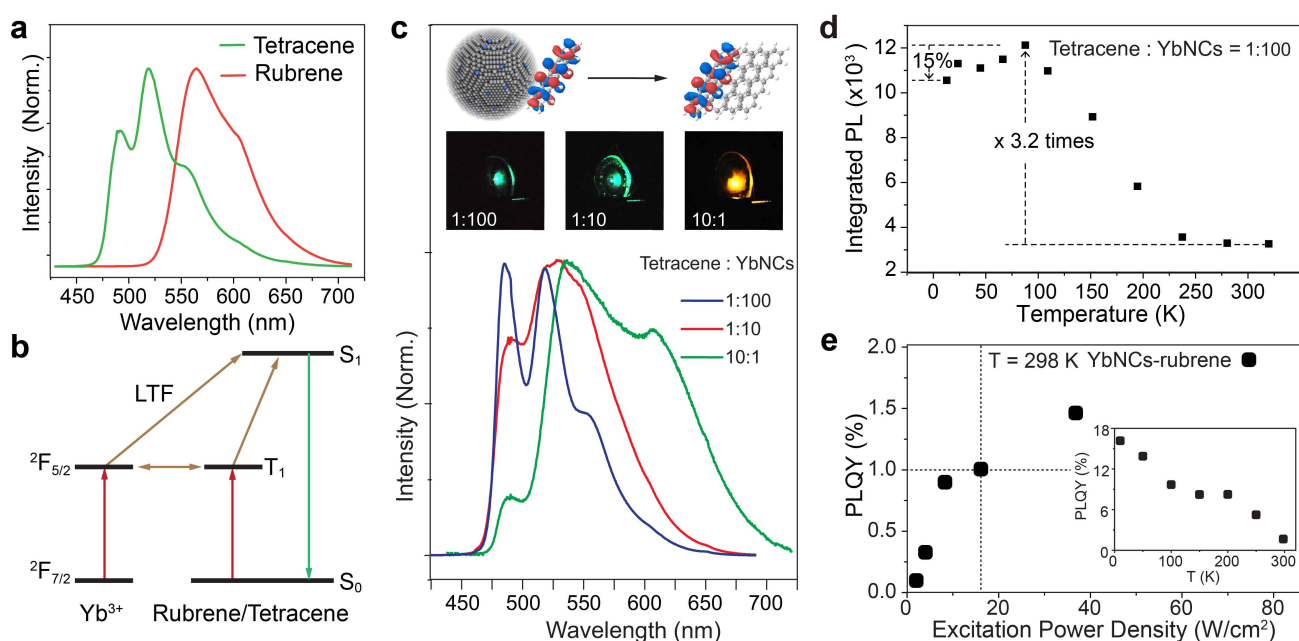 a
Tetracene
Rubrene
Intensity (Norm.)
450 500 550 600 650 700
Wavelength (nm)
b
S₁
LTF
²F₅/₂
T₁
²F₇/₂
S₀
Yb³⁺ Rubrene/Tetracene
c
1:100 1:10 10:1
Tetracene : YbNCs
1:100
1:10
10:1
Intensity (Norm.)
450 500 550 600 650 700
Wavelength (nm)
d
Tetracene : YbNCs = 1:100
15%
x 3.2 times
Integrated PL (x10³)
12
10
8
6
4
2
0 50 100 150 200 250 300
Temperature (K)
e
T = 298 K YbNCs-rubrene
PLQY (%)
2.0
1.5
1.0
0.5
0.0
0 20 40 60 80
Excitation Power Density (W/cm²)
PLQY (%)
18
12
6
0
0 100 200 300
T (K)